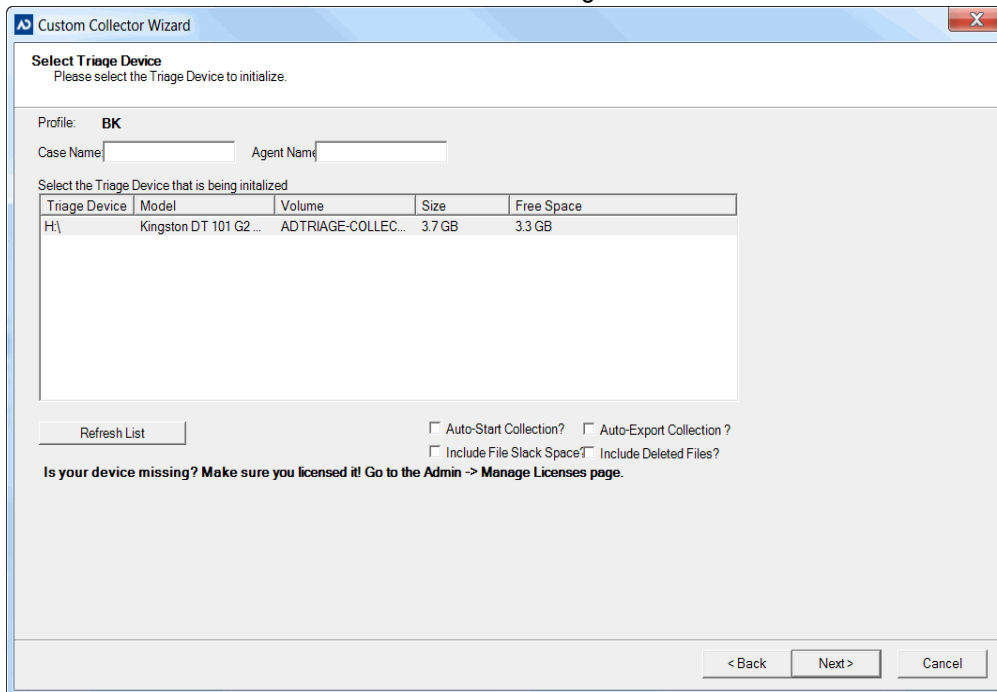 Custom Collector Wizard
Select Triage Device
Please select the Triage Device to initialize.
Profile: BK
Case Name: Agent Name
Select the Triage Device that is being initalized
Triage Device Model Volume Size Free Space
H:\ Kingston DT 101 G2 ... ADTRIAGE-COLLEC... 3.7 GB 3.3 GB
Refresh List
Auto-Start Collection? Auto-Export Collection ?
Include File Slack Space? Include Deleted Files?
Is your device missing? Make sure you licensed it! Go to the Admin -> Manage Licenses page.
< Back Next > Cancel